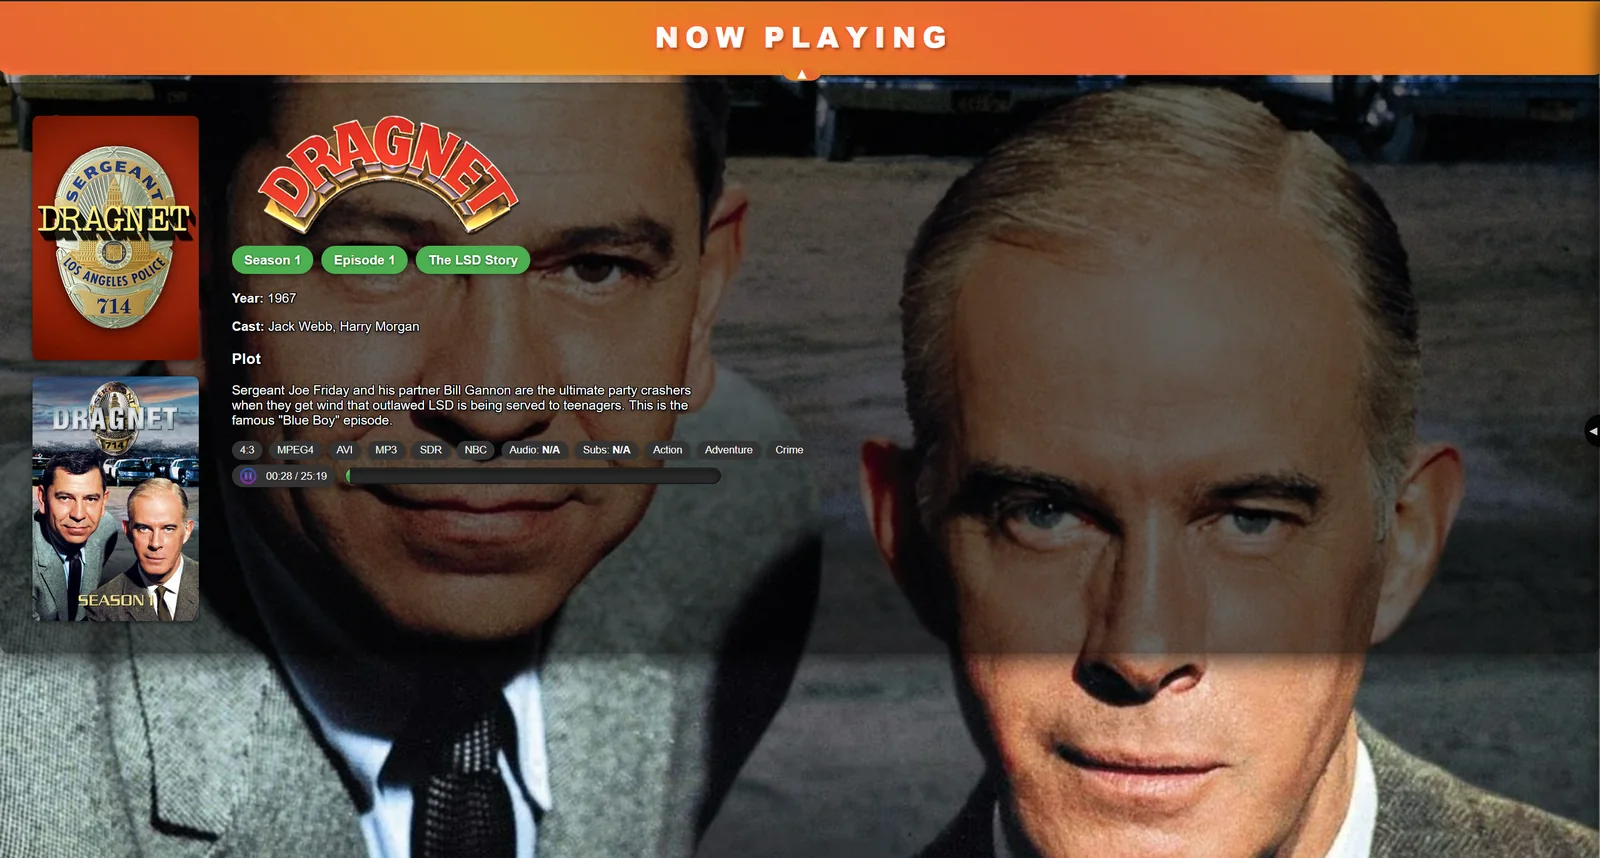 NOW PLAYING
SERGEANT
DRAGNET
LOS ANGELES POLICE
714
DRAGNET
714
SEASON 1
DRAGNET
Season 1 Episode 1 The LSD Story
Year: 1967
Cast: Jack Webb, Harry Morgan
Plot
Sergeant Joe Friday and his partner Bill Gannon are the ultimate party crashers
when they get wind that outlawed LSD is being served to teenagers. This is the
famous "Blue Boy" episode.
4:3 MPEG4 AVI MP3 SDR NBC Audio: N/A Subs: N/A Action Adventure Crime
00:28 / 25:19